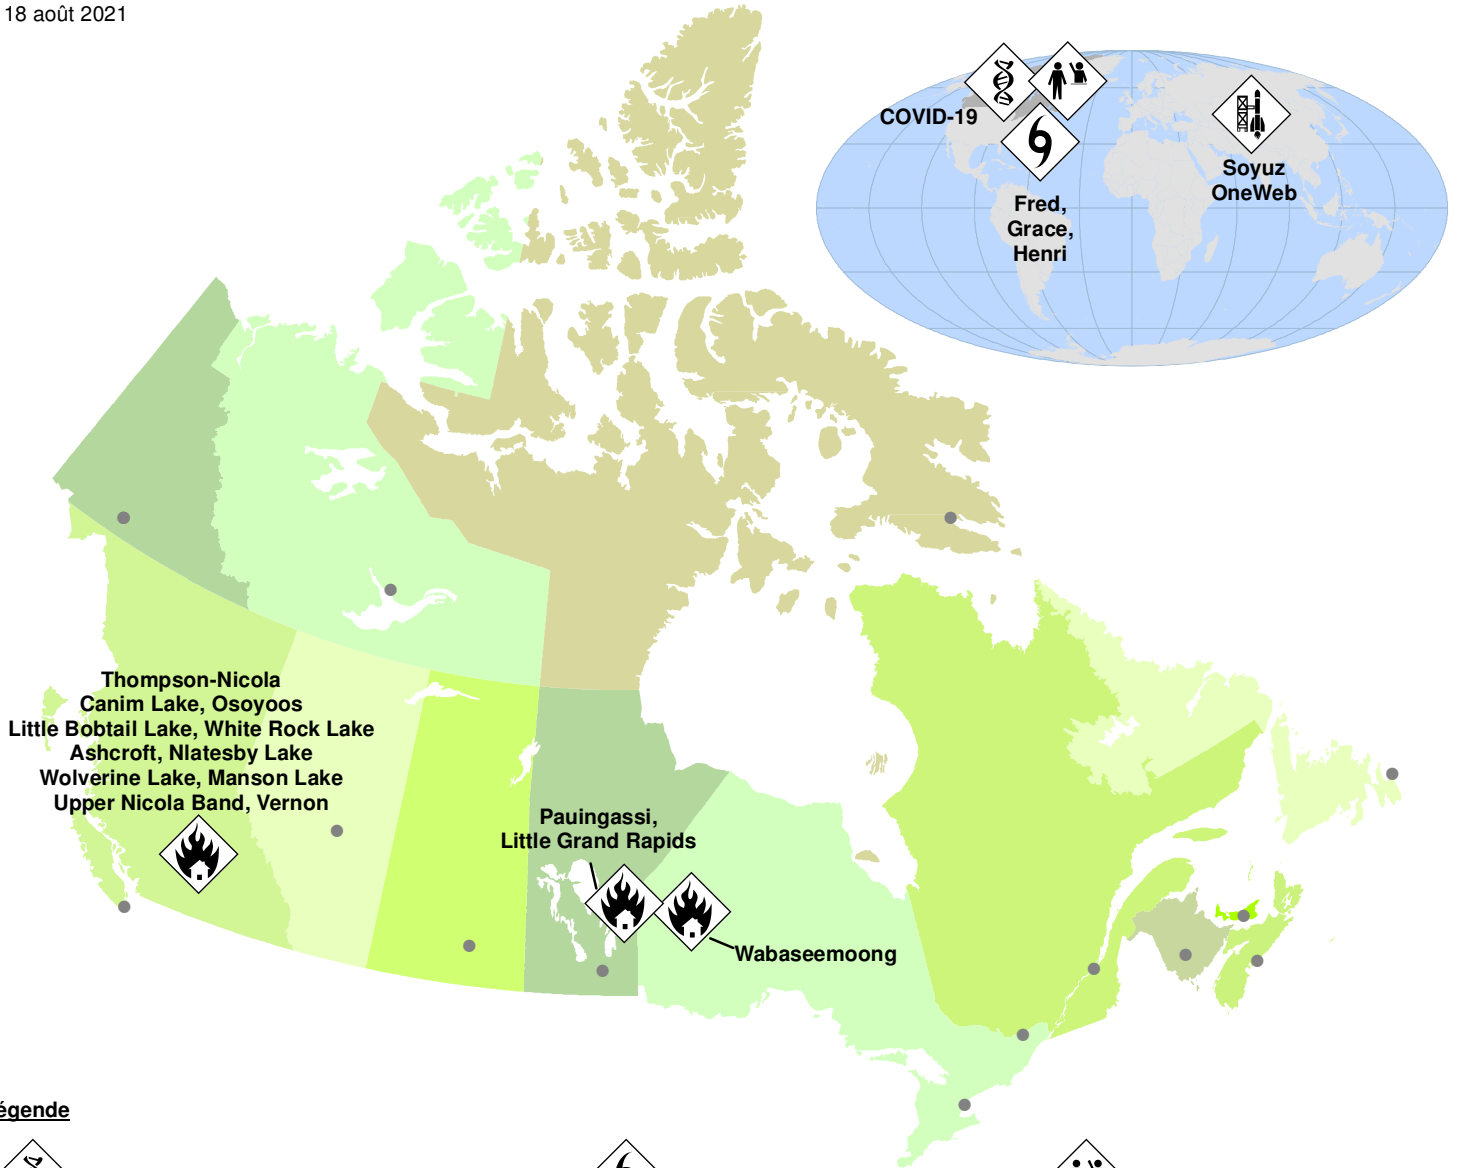 18 août 2021
COVID-19
Soyuz
OneWeb
Fred,
Grace,
Henri
Thompson-Nicola
Canim Lake, Osoyoos
Little Bobtail Lake, White Rock Lake
Ashcroft, Nlatesby Lake
Wolverine Lake, Manson Lake
Upper Nicola Band, Vernon
Pauingassi,
Little Grand Rapids
Wabaseemoong
égende